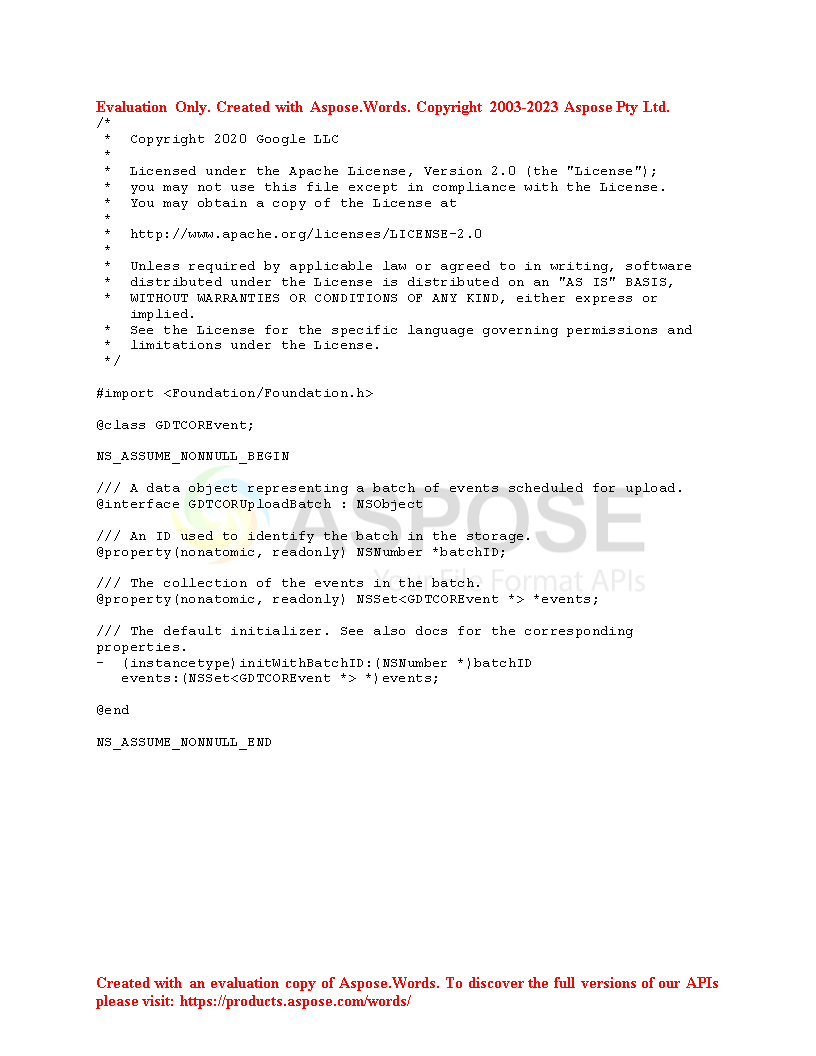 Evaluation Only. Created with Aspose.Words. Copyright 2003-2023 Aspose Pty Ltd.
/*
 * Copyright 2020 Google LLC
 *
 * Licensed under the Apache License, Version 2.0 (the "License");
 * you may not use this file except in compliance with the License.
 * You may obtain a copy of the License at
 *
 * http://www.apache.org/licenses/LICENSE-2.0
 *
 * Unless required by applicable law or agreed to in writing, software
 * distributed under the License is distributed on an "AS IS" BASIS,
 * WITHOUT WARRANTIES OR CONDITIONS OF ANY KIND, either express or
implied.
 * See the License for the specific language governing permissions and
 * limitations under the License.
 */
#import <Foundation/Foundation.h>
@class GDTCOREvent;
NS_ASSUME_NONNULL_BEGIN
/// A data object representing a batch of events scheduled for upload.
@interface GDTCORUploadBatch : NSObject
ASPOSE
/// An ID used to identify the batch in the storage.
@property(nonatomic, readonly) NSNumber *batchID;
/// The collection of the events in the batch.
Your File Format APIs
@property(nonatomic, readonly) NSSet<GDTCOREvent *> *events;
/// The default initializer. See also docs for the corresponding
properties.
- (instancetype)initWithBatchID:(NSNumber *)batchID
events:(NSSet<GDTCOREvent *> *)events;
@end
NS_ASSUME_NONNULL_END
Created with an evaluation copy of Aspose.Words. To discover the full versions of our APIs
please visit: https://products.aspose.com/words/